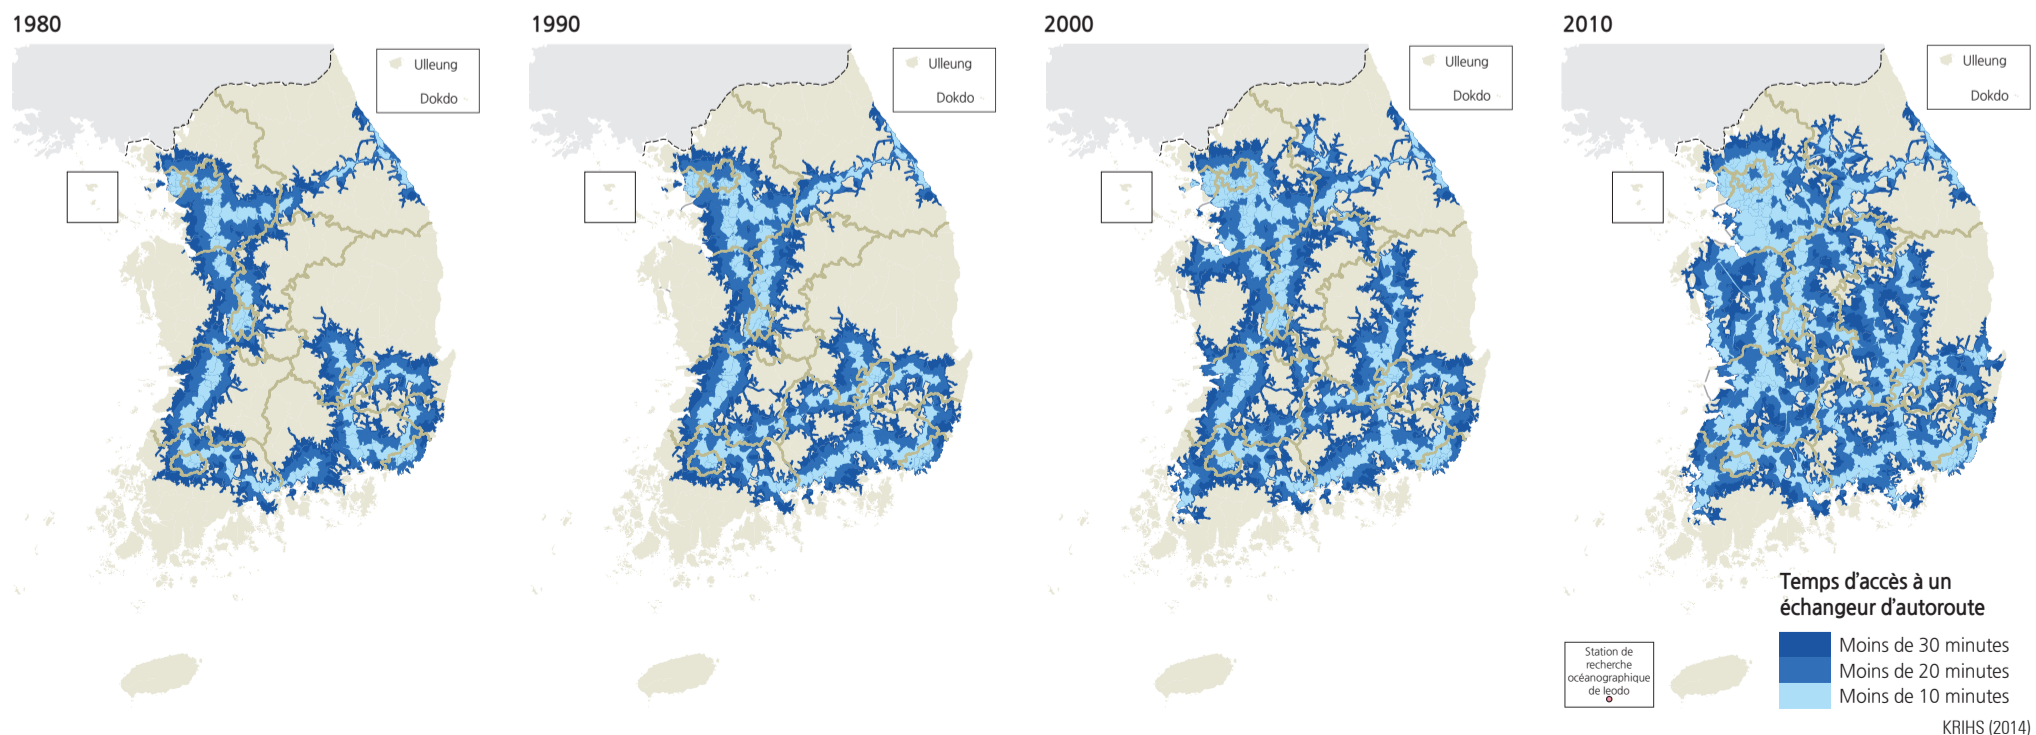 1980
Ulleung
Dokdo
1990
Ulleung
Dokdo
2000
Ulleung
Dokdo
2010
Ulleung
Dokdo
Temps d'accès à un
échangeur d'autoroute
Moins de 30 minutes
Moins de 20 minutes
Moins de 10 minutes
Station de
recherche
océanographique
de Ieodo
KRIHS (2014)